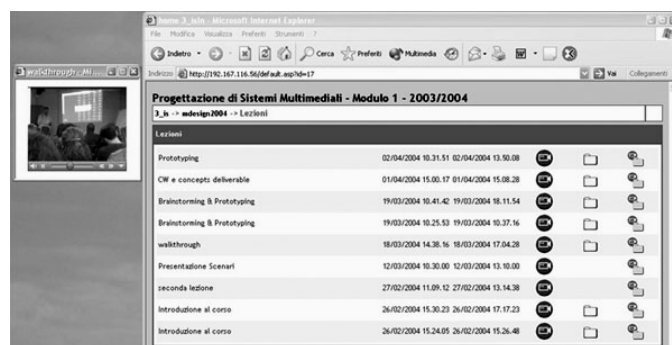 home 3_isIn - Microsoft Internet Explorer
File Modifica Visualizza Preferiti Strumenti ?
Indietro Cerca Preferiti Multimedia
walkthrough_Mi...
Indirizzo http://192.167.116.56/default.asp?id=17 Vai Collegamenti
Progettazione di Sistemi Multimediali - Modulo 1 - 2003/2004
3_is -> mdesign2004 -> Lezioni
Lezioni
Prototyping 02/04/2004 10.31.51 02/04/2004 13.50.08
CW e concepts deliverable 01/04/2004 15.00.17 01/04/2004 15.08.28
Brainstorming & Prototyping 19/03/2004 10.41.42 19/03/2004 18.11.54
Brainstorming & Prototyping 19/03/2004 10.25.53 19/03/2004 10.37.16
walkthrough 18/03/2004 14.38.16 18/03/2004 17.04.28
Presentazione Scenari 12/03/2004 10.30.00 12/03/2004 13.10.00
seconda lezione 27/02/2004 11.09.12 27/02/2004 13.14.38
Introduzione al corso 26/02/2004 15.30.23 26/02/2004 17.17.23
Introduzione al corso 26/02/2004 15.24.05 26/02/2004 15.26.48